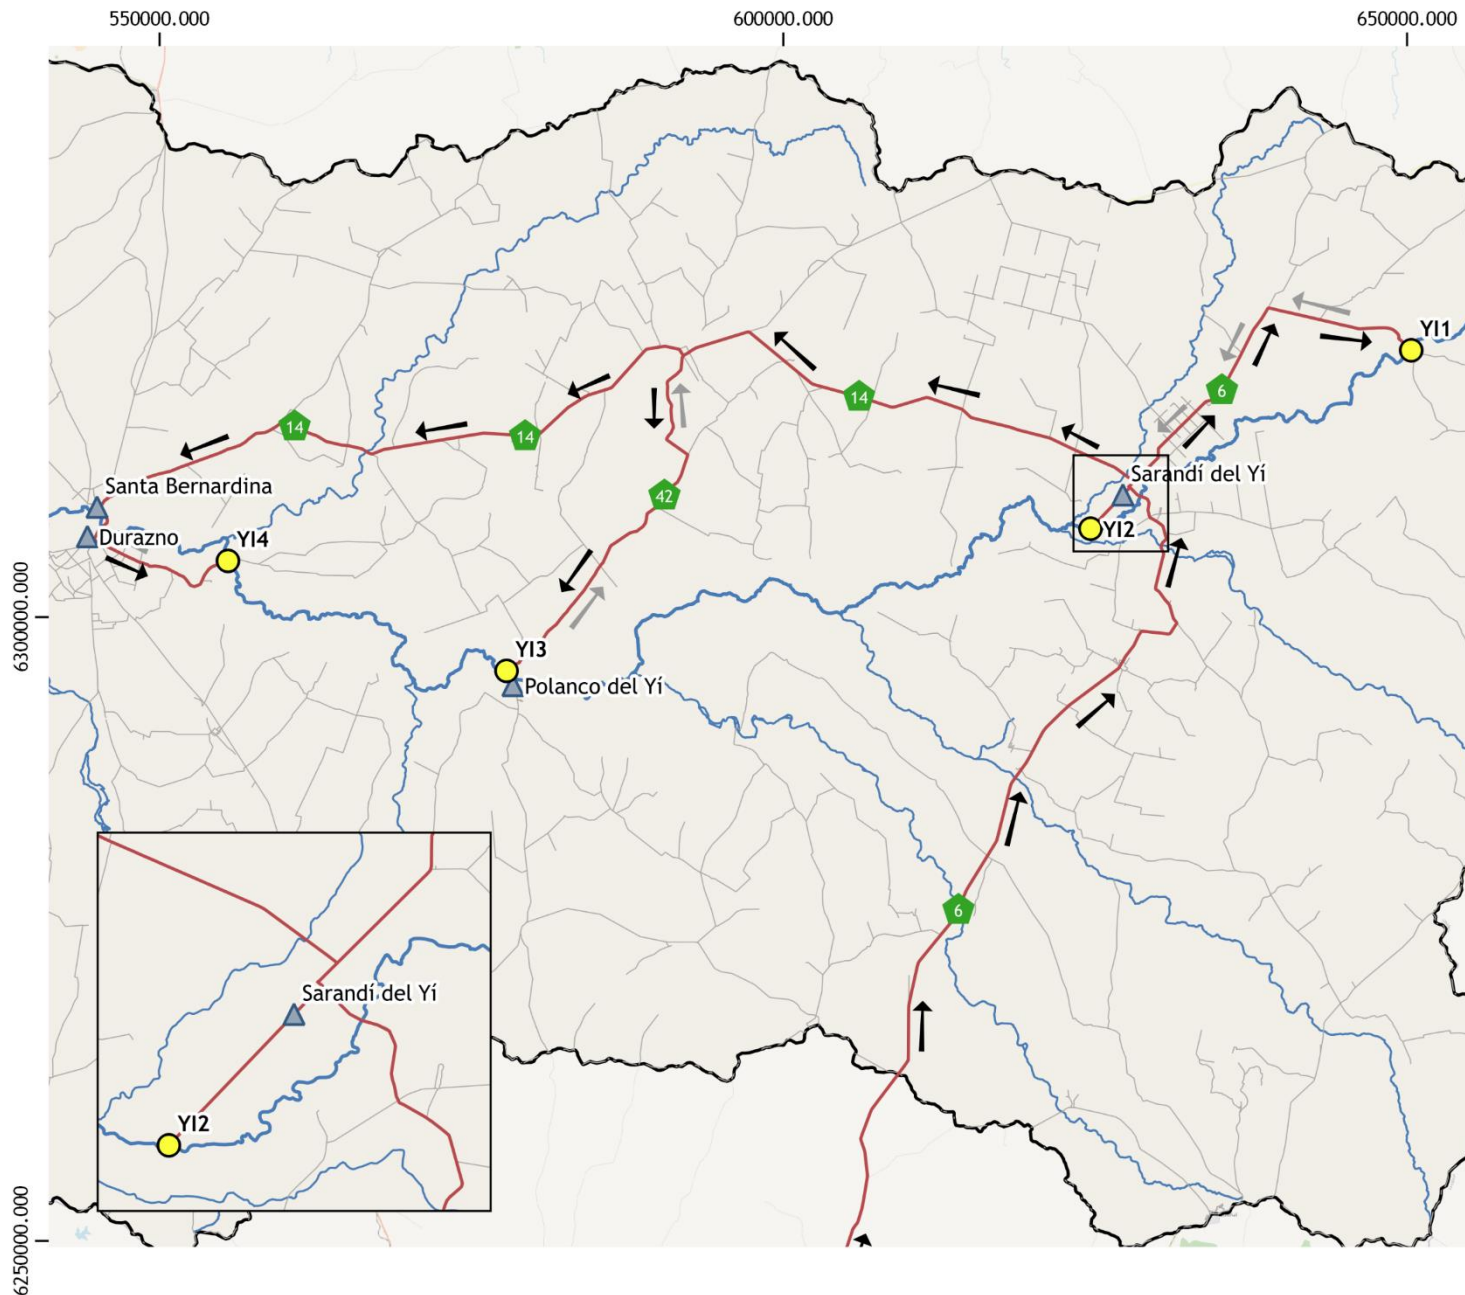 550000.000
600000.000
650000.000
YI1
6
14
14
14
Sarandí del Yí
Santa Bernardina
42
YI2
Durazno
YI4
6300000.000
YI3
Polanco del Yí
6
Sarandí del Yí
YI2
6250000.000